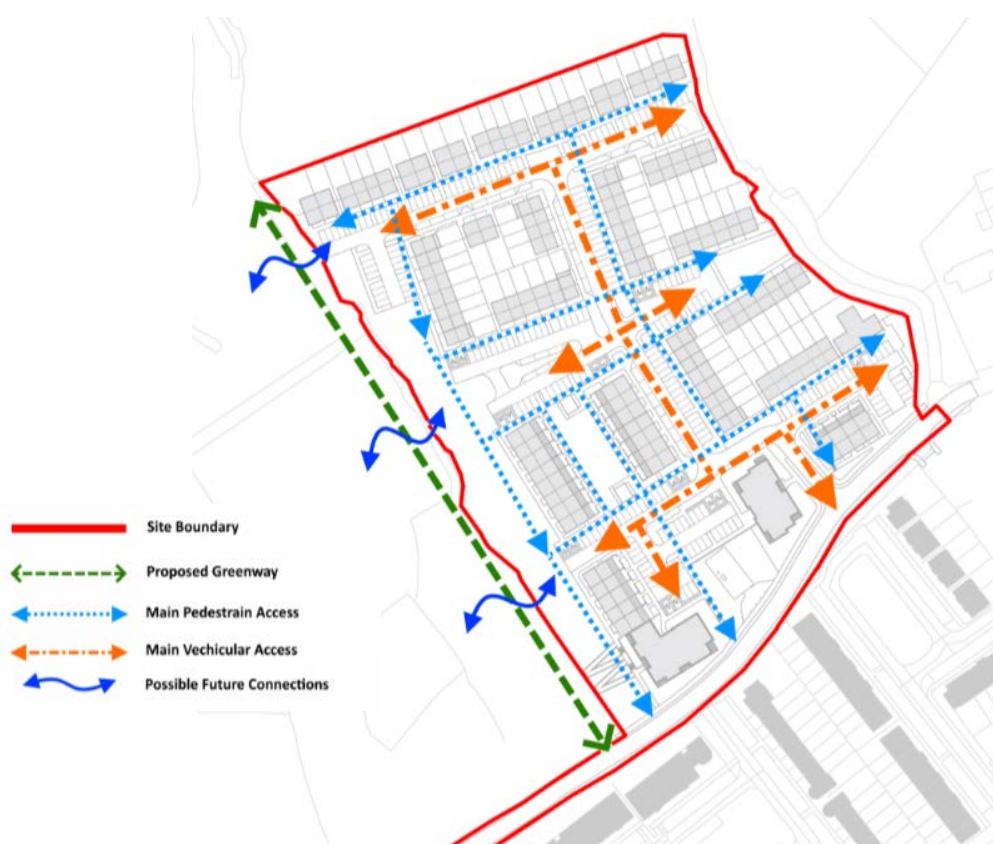 Site Boundary
Proposed Greenway
Main Pedestrain Access
Main Vechicular Access
Possible Future Connections